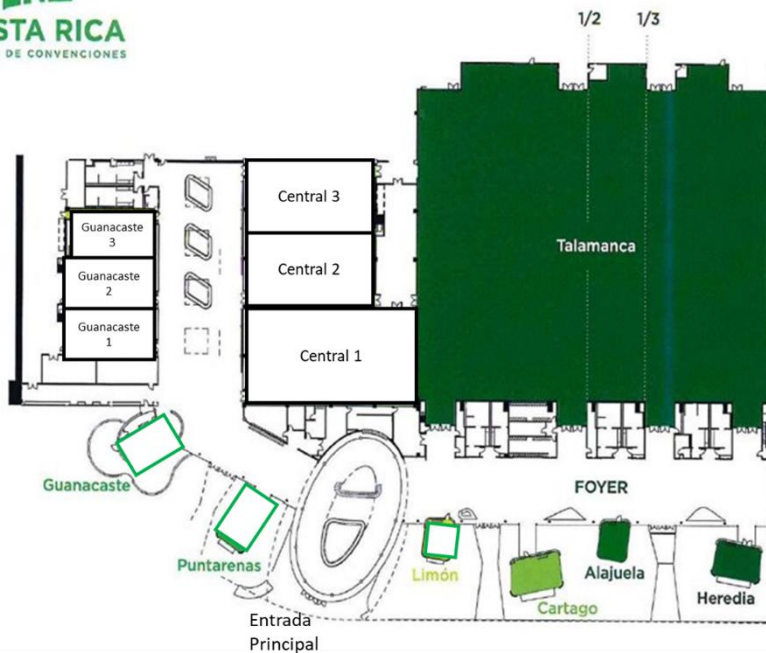 STA RICA
DE CONVENCIONES
1/2
1/3
Central 3
Guanacaste
3
Talamanca
Central 2
Guanacaste
2
Guanacaste
1
Central 1
Guanacaste
FOYER
Puntarenas
Limón
Alajuela
Heredia
Cartago
Entrada
Principal